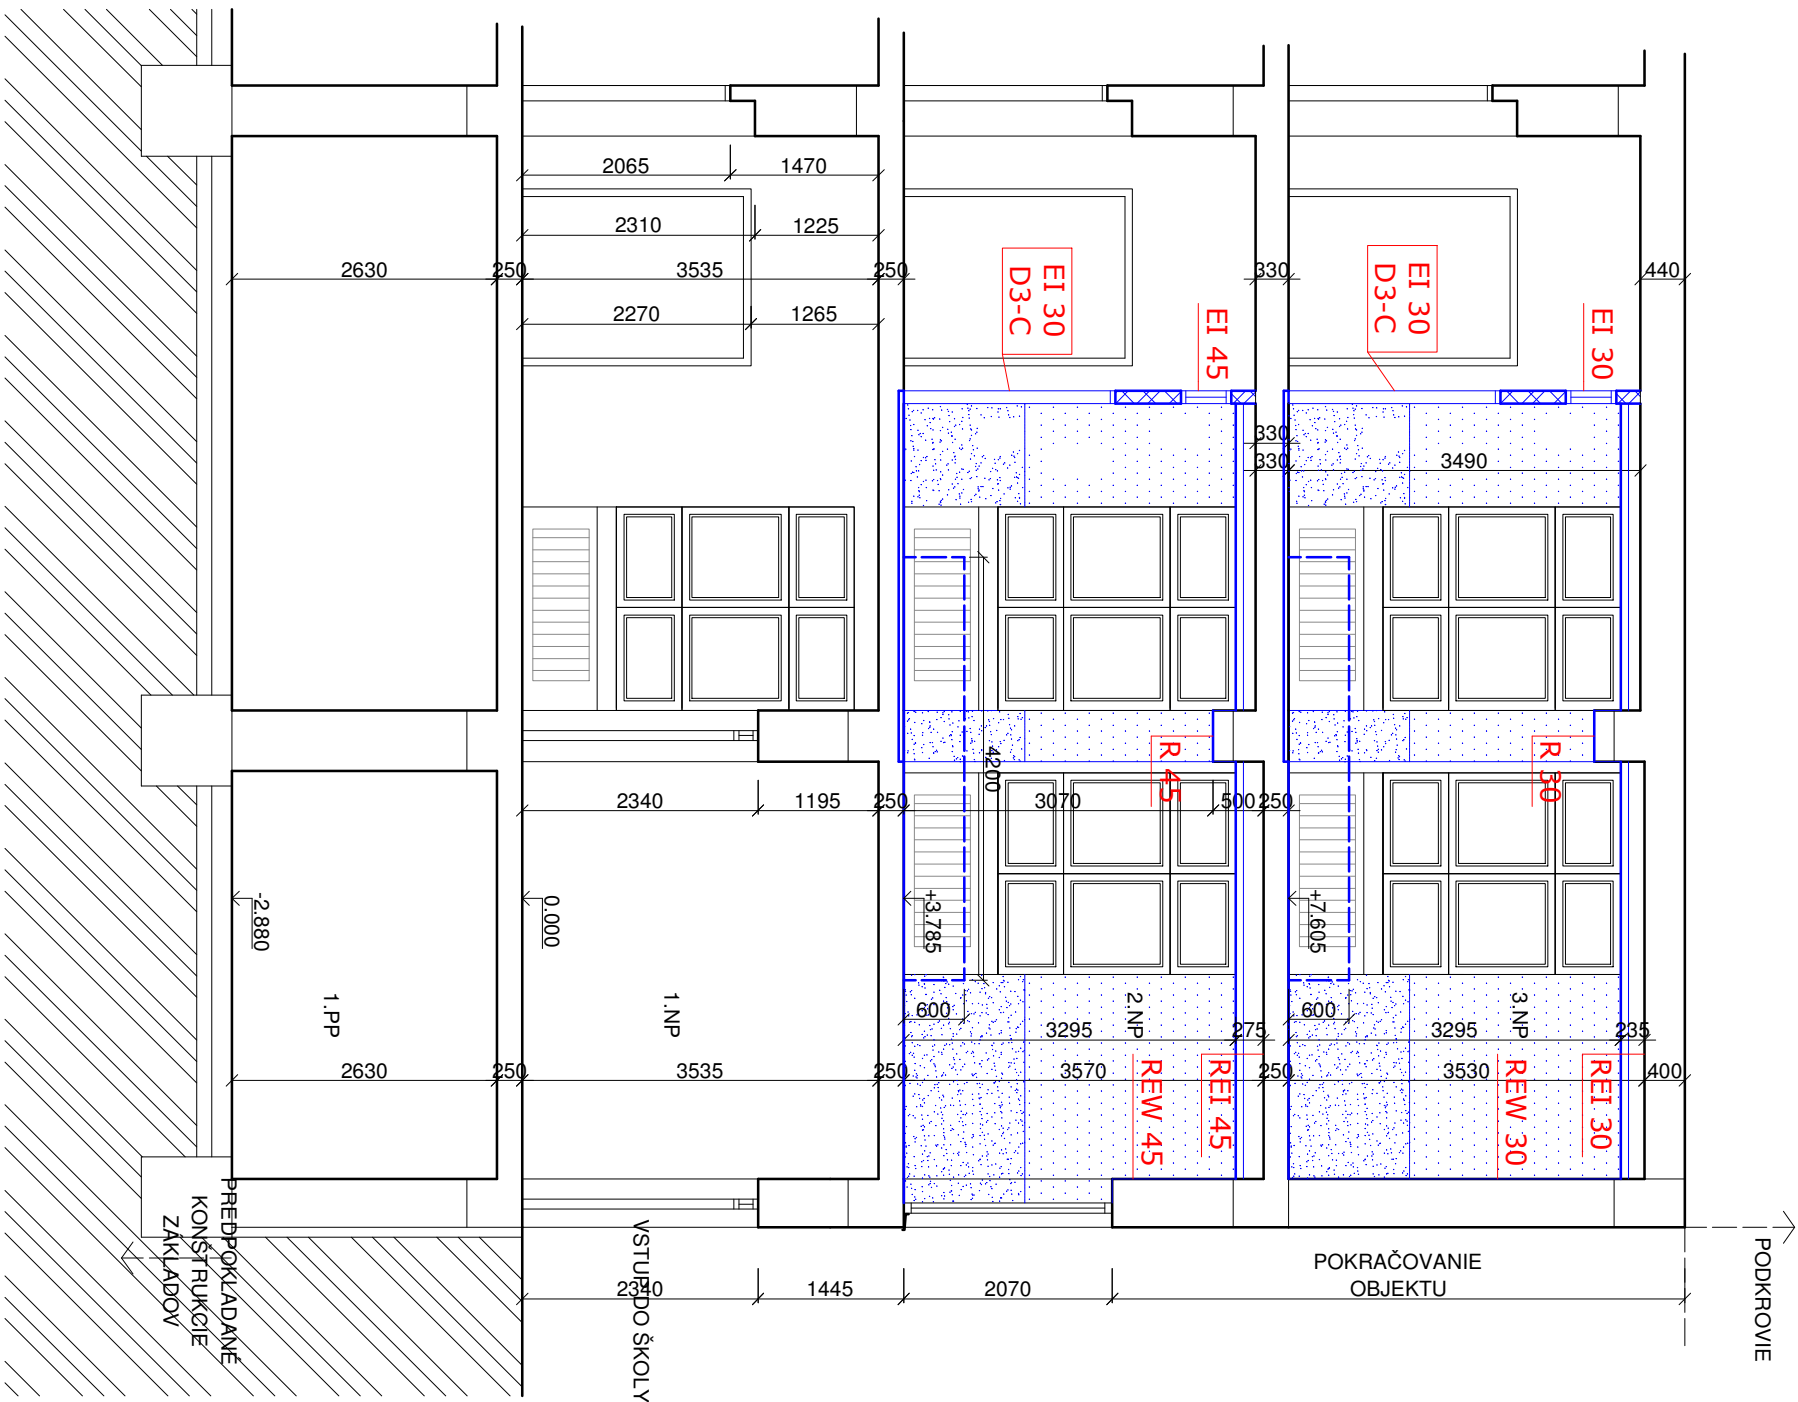 2065
1470
2310
1225
2630
250
3535
250
330
440
2270
1265
EI 30
D3-C
EI 45
EI 30
D3-C
EI 30
330
330
3490
4200
R 45
R 30
2340
1195
250
3070
500
250
-2.880
0.000
+3.785
+7.605
1.PP
1.NP
2.NP
3.NP
600
3295
275
600
3295
235
2630
250
3535
250
3570
250
3530
400
REW 45
REI 45
REW 30
REI 30
PREDPOKLADANÉ
KONŠTRUKCIE
ZÁKLADOV
VSTUP DO ŠKOLY
2340
1445
2070
POKRAČOVANIE
OBJEKTU
PODKROVIE